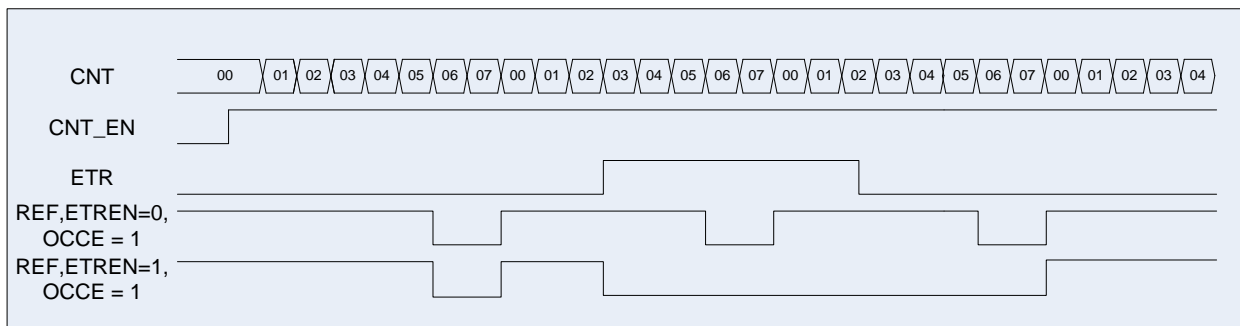 CNT 00 01 02 03 04 05 06 07 00 01 02 03 04 05 06 07 00 01 02 03 04 05 06 07 00 01 02 03 04
CNT_EN
ETR
REF,ETREN=0,
OCCE = 1
REF,ETREN=1,
OCCE = 1